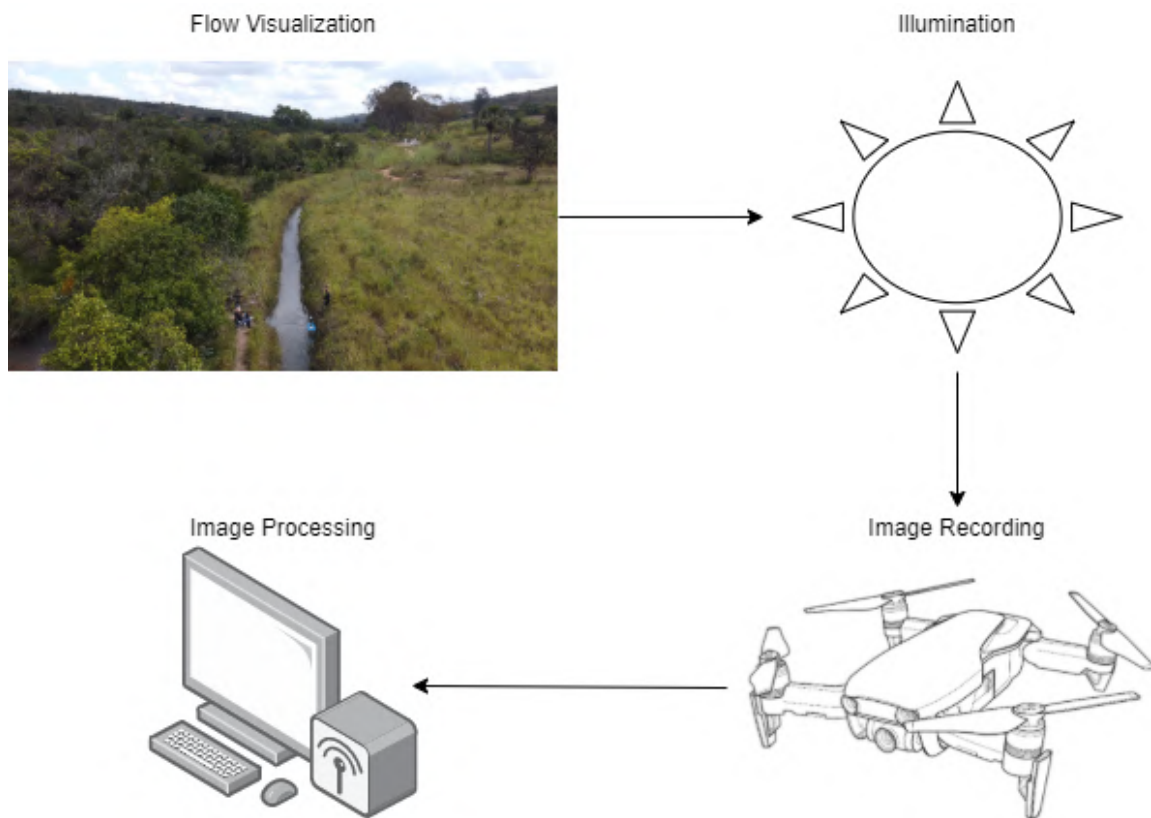 Flow Visualization
Illumination
Image Processing
Image Recording